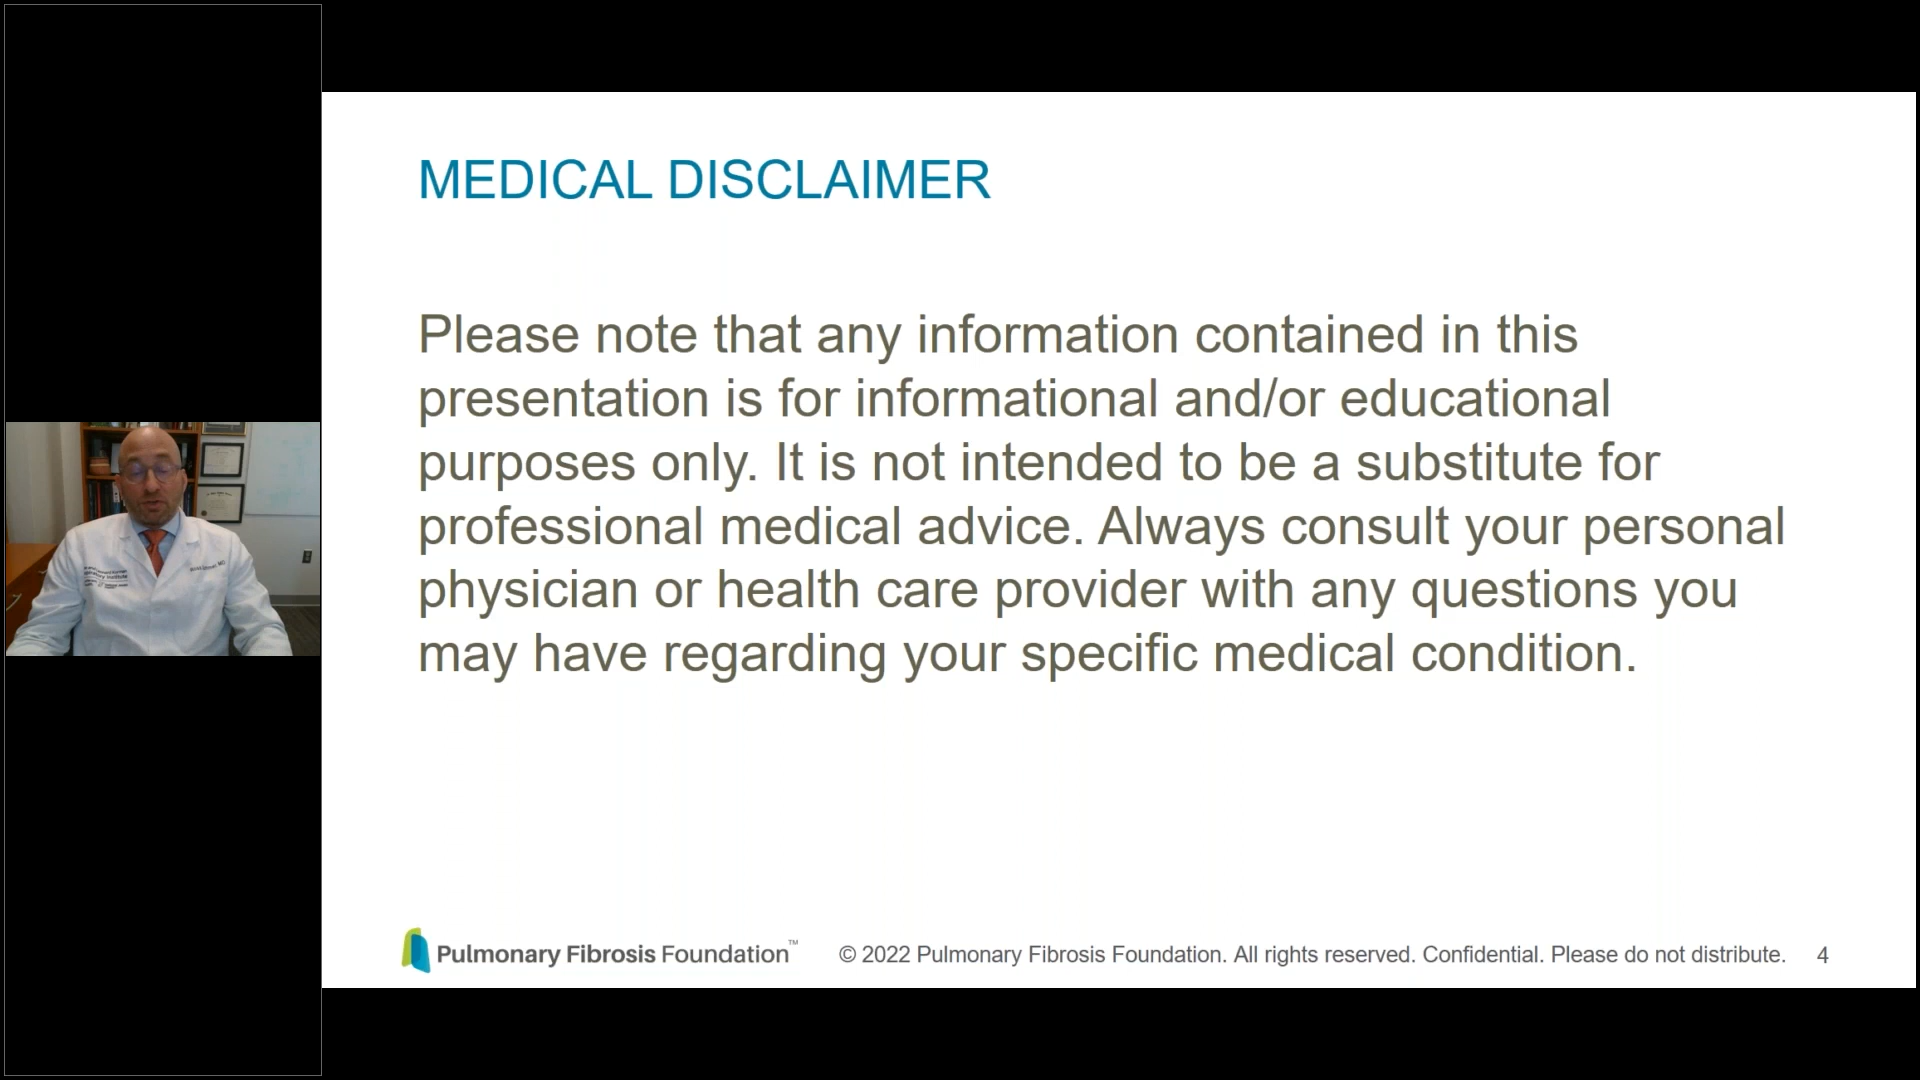 MEDICAL DISCLAIMER
Please note that any information contained in this
presentation is for informational and/or educational
purposes only. It is not intended to be a substitute for
professional medical advice. Always consult your personal
physician or health care provider with any questions you
may have regarding your specific medical condition.
Pulmonary Fibrosis Foundation™
© 2022 Pulmonary Fibrosis Foundation. All rights reserved. Confidential. Please do not distribute. 4